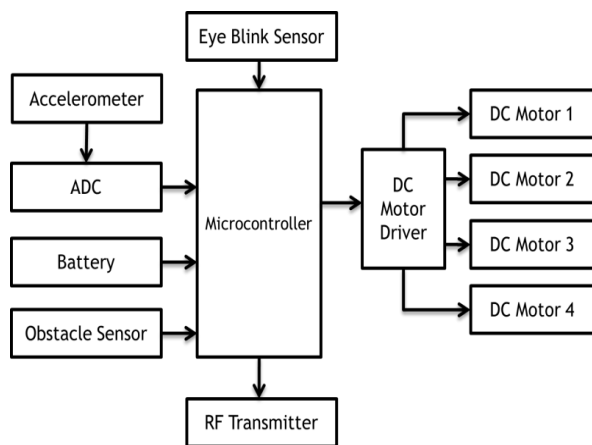 Eye Blink Sensor
Accelerometer
ADC
Battery
Obstacle Sensor
Microcontroller
RF Transmitter
DC
Motor
Driver
DC Motor 1
DC Motor 2
DC Motor 3
DC Motor 4